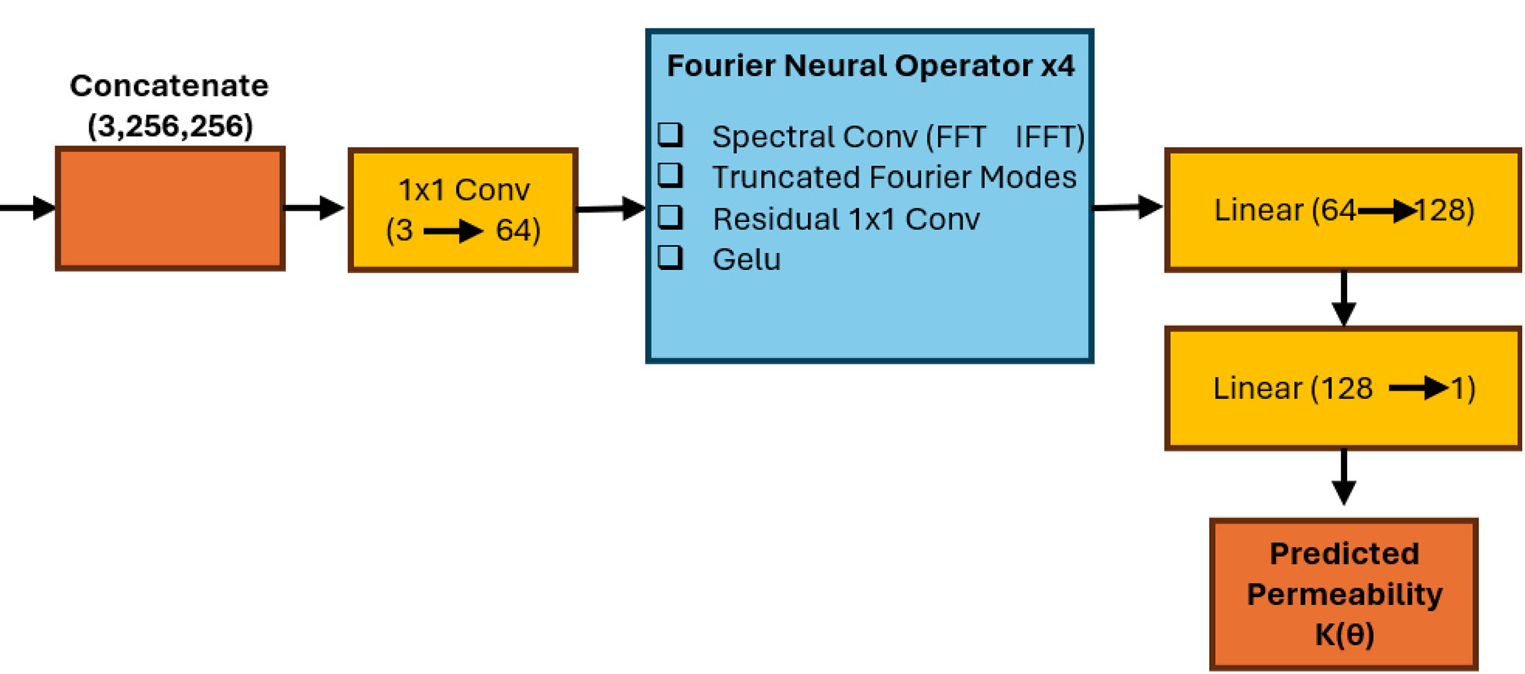 Concatenate
(3,256,256)
1x1 Conv
(3 → 64)
Fourier Neural Operator x4
❑ Spectral Conv (FFT IFFT)
❑ Truncated Fourier Modes
❑ Residual 1x1 Conv
❑ Gelu
Linear (64→128)
Linear (128 →1)
Predicted
Permeability
K(θ)